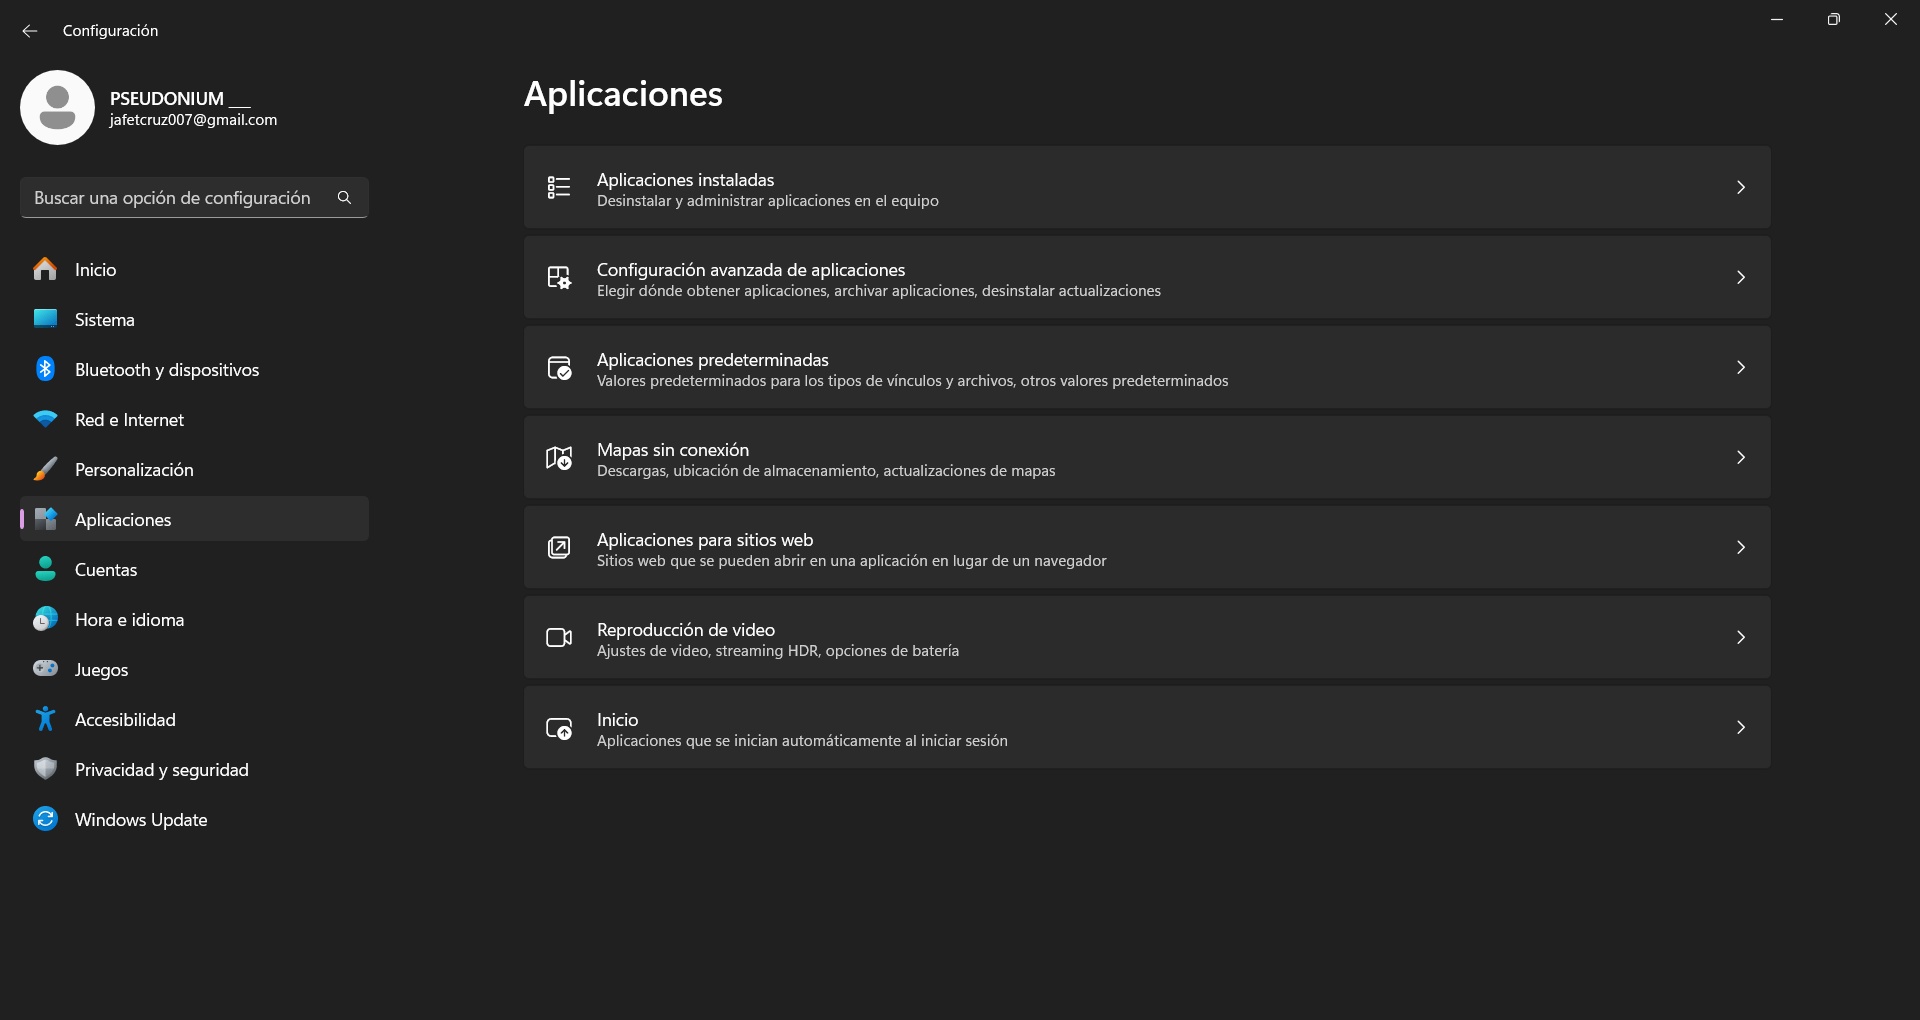 Configuración
PSEUDONIUM __
jafetcruz007@gmail.com
Buscar una opción de configuración
Inicio
Sistema
Bluetooth y dispositivos
Red e Internet
Personalización
Aplicaciones
Cuentas
Hora e idioma
Juegos
Accesibilidad
Privacidad y seguridad
Windows Update
Aplicaciones
Aplicaciones instaladas
Desinstalar y administrar aplicaciones en el equipo
Configuración avanzada de aplicaciones
Elegir dónde obtener aplicaciones, archivar aplicaciones, desinstalar actualizaciones
Aplicaciones predeterminadas
Valores predeterminados para los tipos de vínculos y archivos, otros valores predeterminados
Mapas sin conexión
Descargas, ubicación de almacenamiento, actualizaciones de mapas
Aplicaciones para sitios web
Sitios web que se pueden abrir en una aplicación en lugar de un navegador
Reproducción de video
Ajustes de video, streaming HDR, opciones de batería
Inicio
Aplicaciones que se inician automáticamente al iniciar sesión